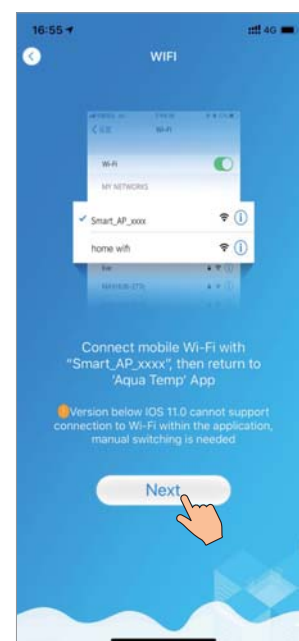 16:55
4G
WIFI
Wi-Fi
Wi-Fi
MY NETWORKS
✓ Smart_AP_xxxx
home wifi
Connect mobile Wi-Fi with
“Smart_AP_xxxx”, then return to
'Aqua Temp' App
Version below IOS 11.0 cannot support
connection to Wi-Fi within the application,
manual switching is needed
Next